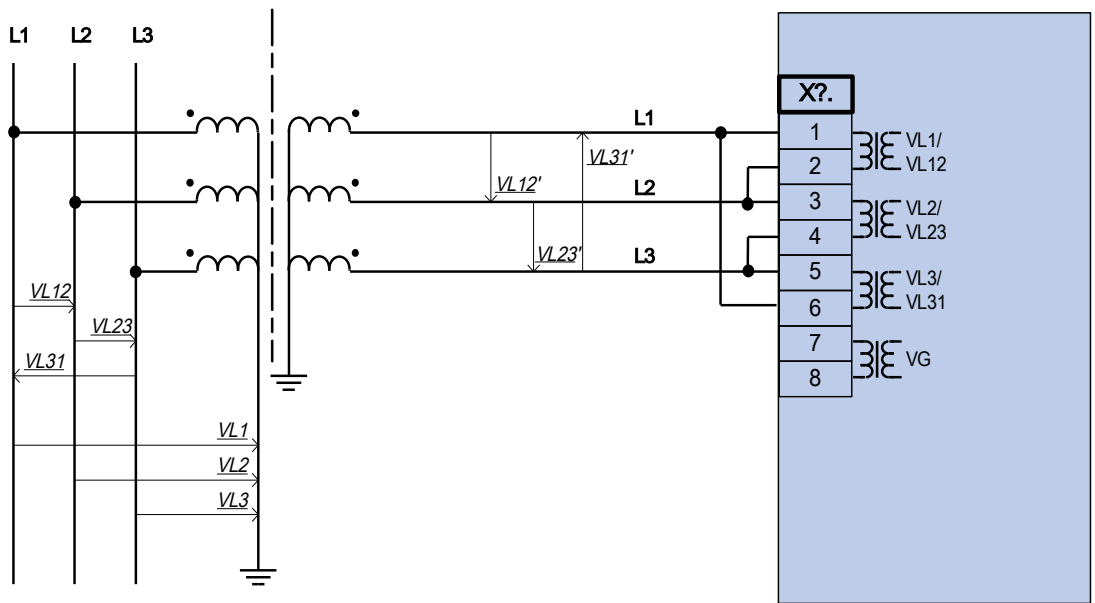 L1 L2 L3
X?.
L1
1
VL1/
VL12
VL31'
2
VL12'
L2
3
VL2/
VL23
4
VL23'
L3
5
VL3/
VL31
6
VL12
VL23
VL31
7
VG
8
VL1
VL2
VL3